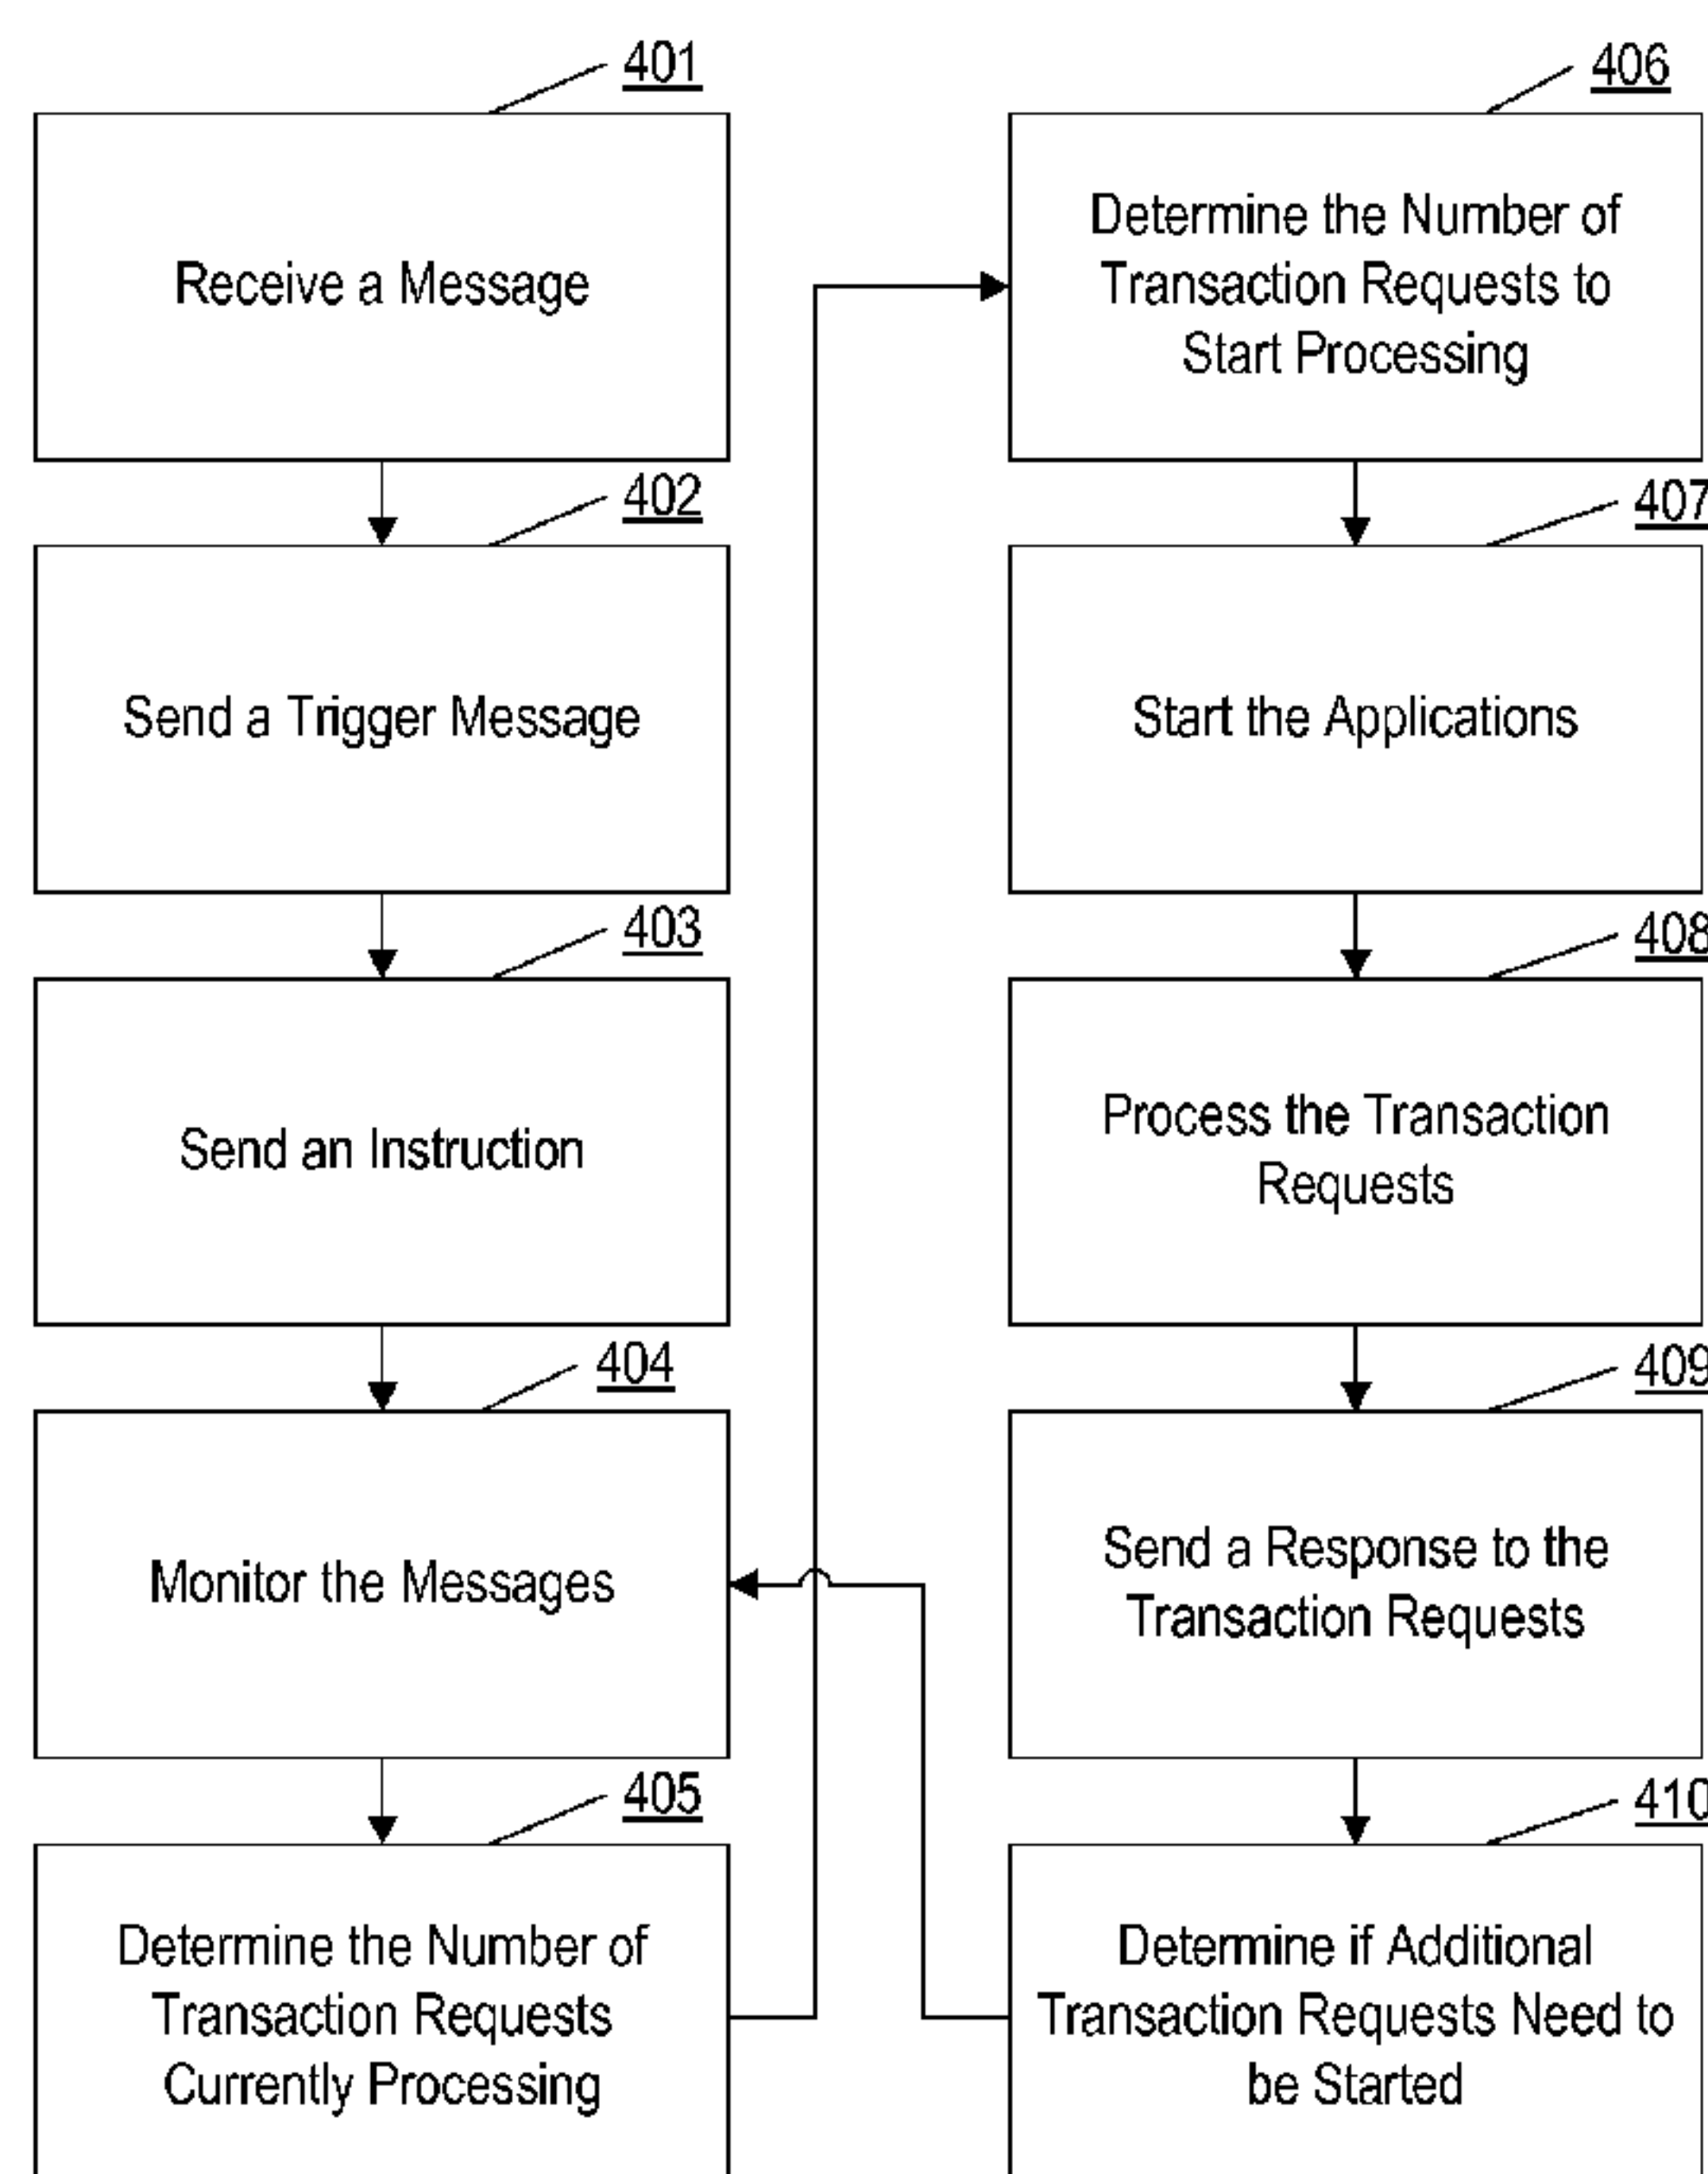 401
Receive a Message
402
Send a Trigger Message
403
Send an Instruction
404
Monitor the Messages
405
Determine the Number of
Transaction Requests
Currently Processing
406
Determine the Number of
Transaction Requests to
Start Processing
407
Start the Applications
408
Process the Transaction
Requests
409
Send a Response to the
Transaction Requests
410
Determine if Additional
Transaction Requests Need to
be Started